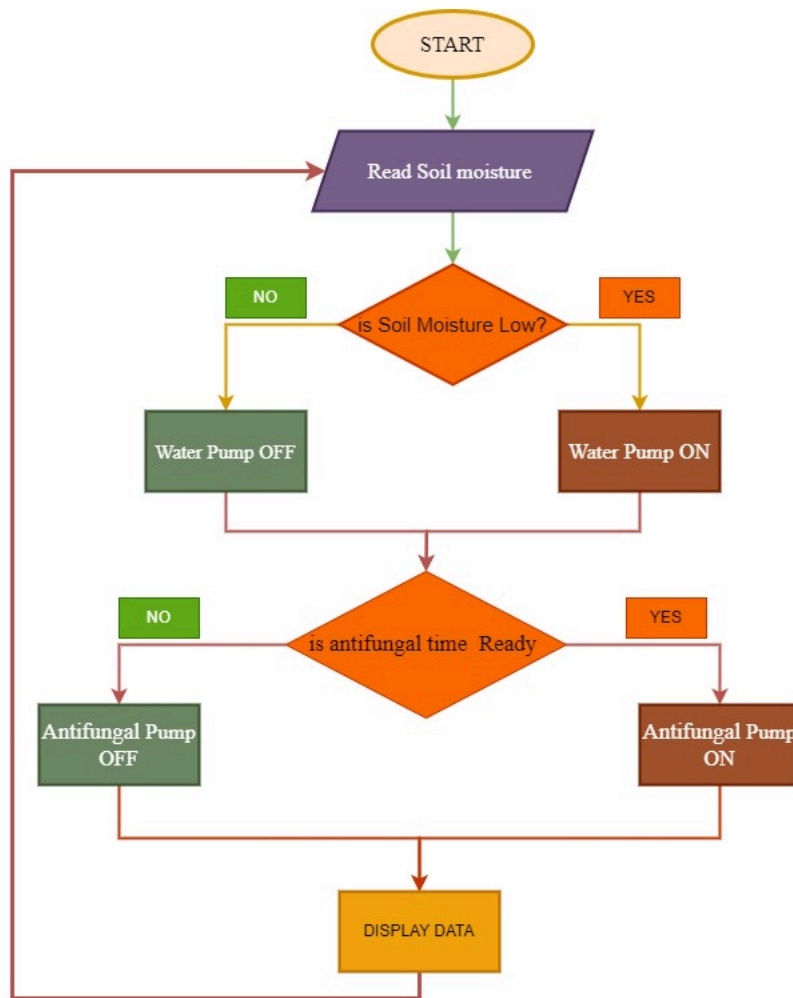 START
Read Soil moisture
NO
YES
is Soil Moisture Low?
Water Pump OFF
Water Pump ON
NO
YES
is antifungal time Ready
Antifungal Pump
OFF
Antifungal Pump
ON
DISPLAY DATA